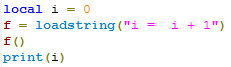 local i = 0
f = loadstring("i =  i + 1")
f()
print(i)